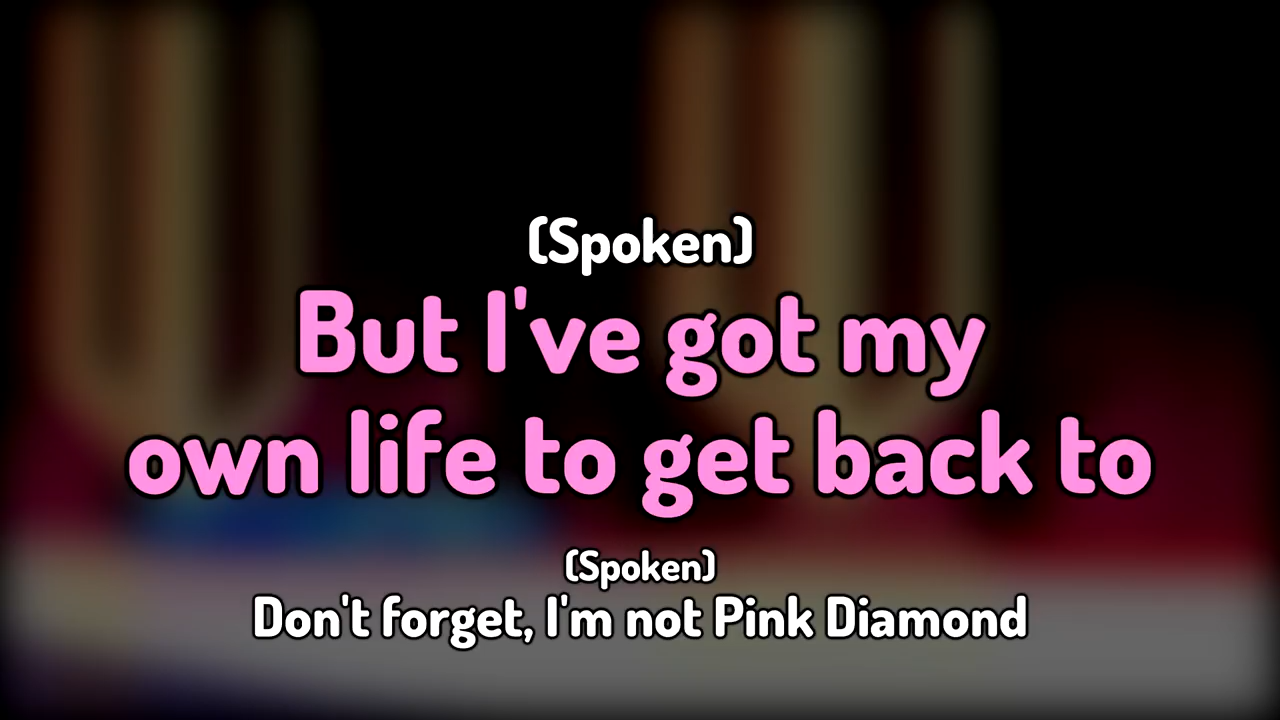 (Spoken)
But I've got my
own life to get back to
(Spoken)
Don't forget, I'm not Pink Diamond